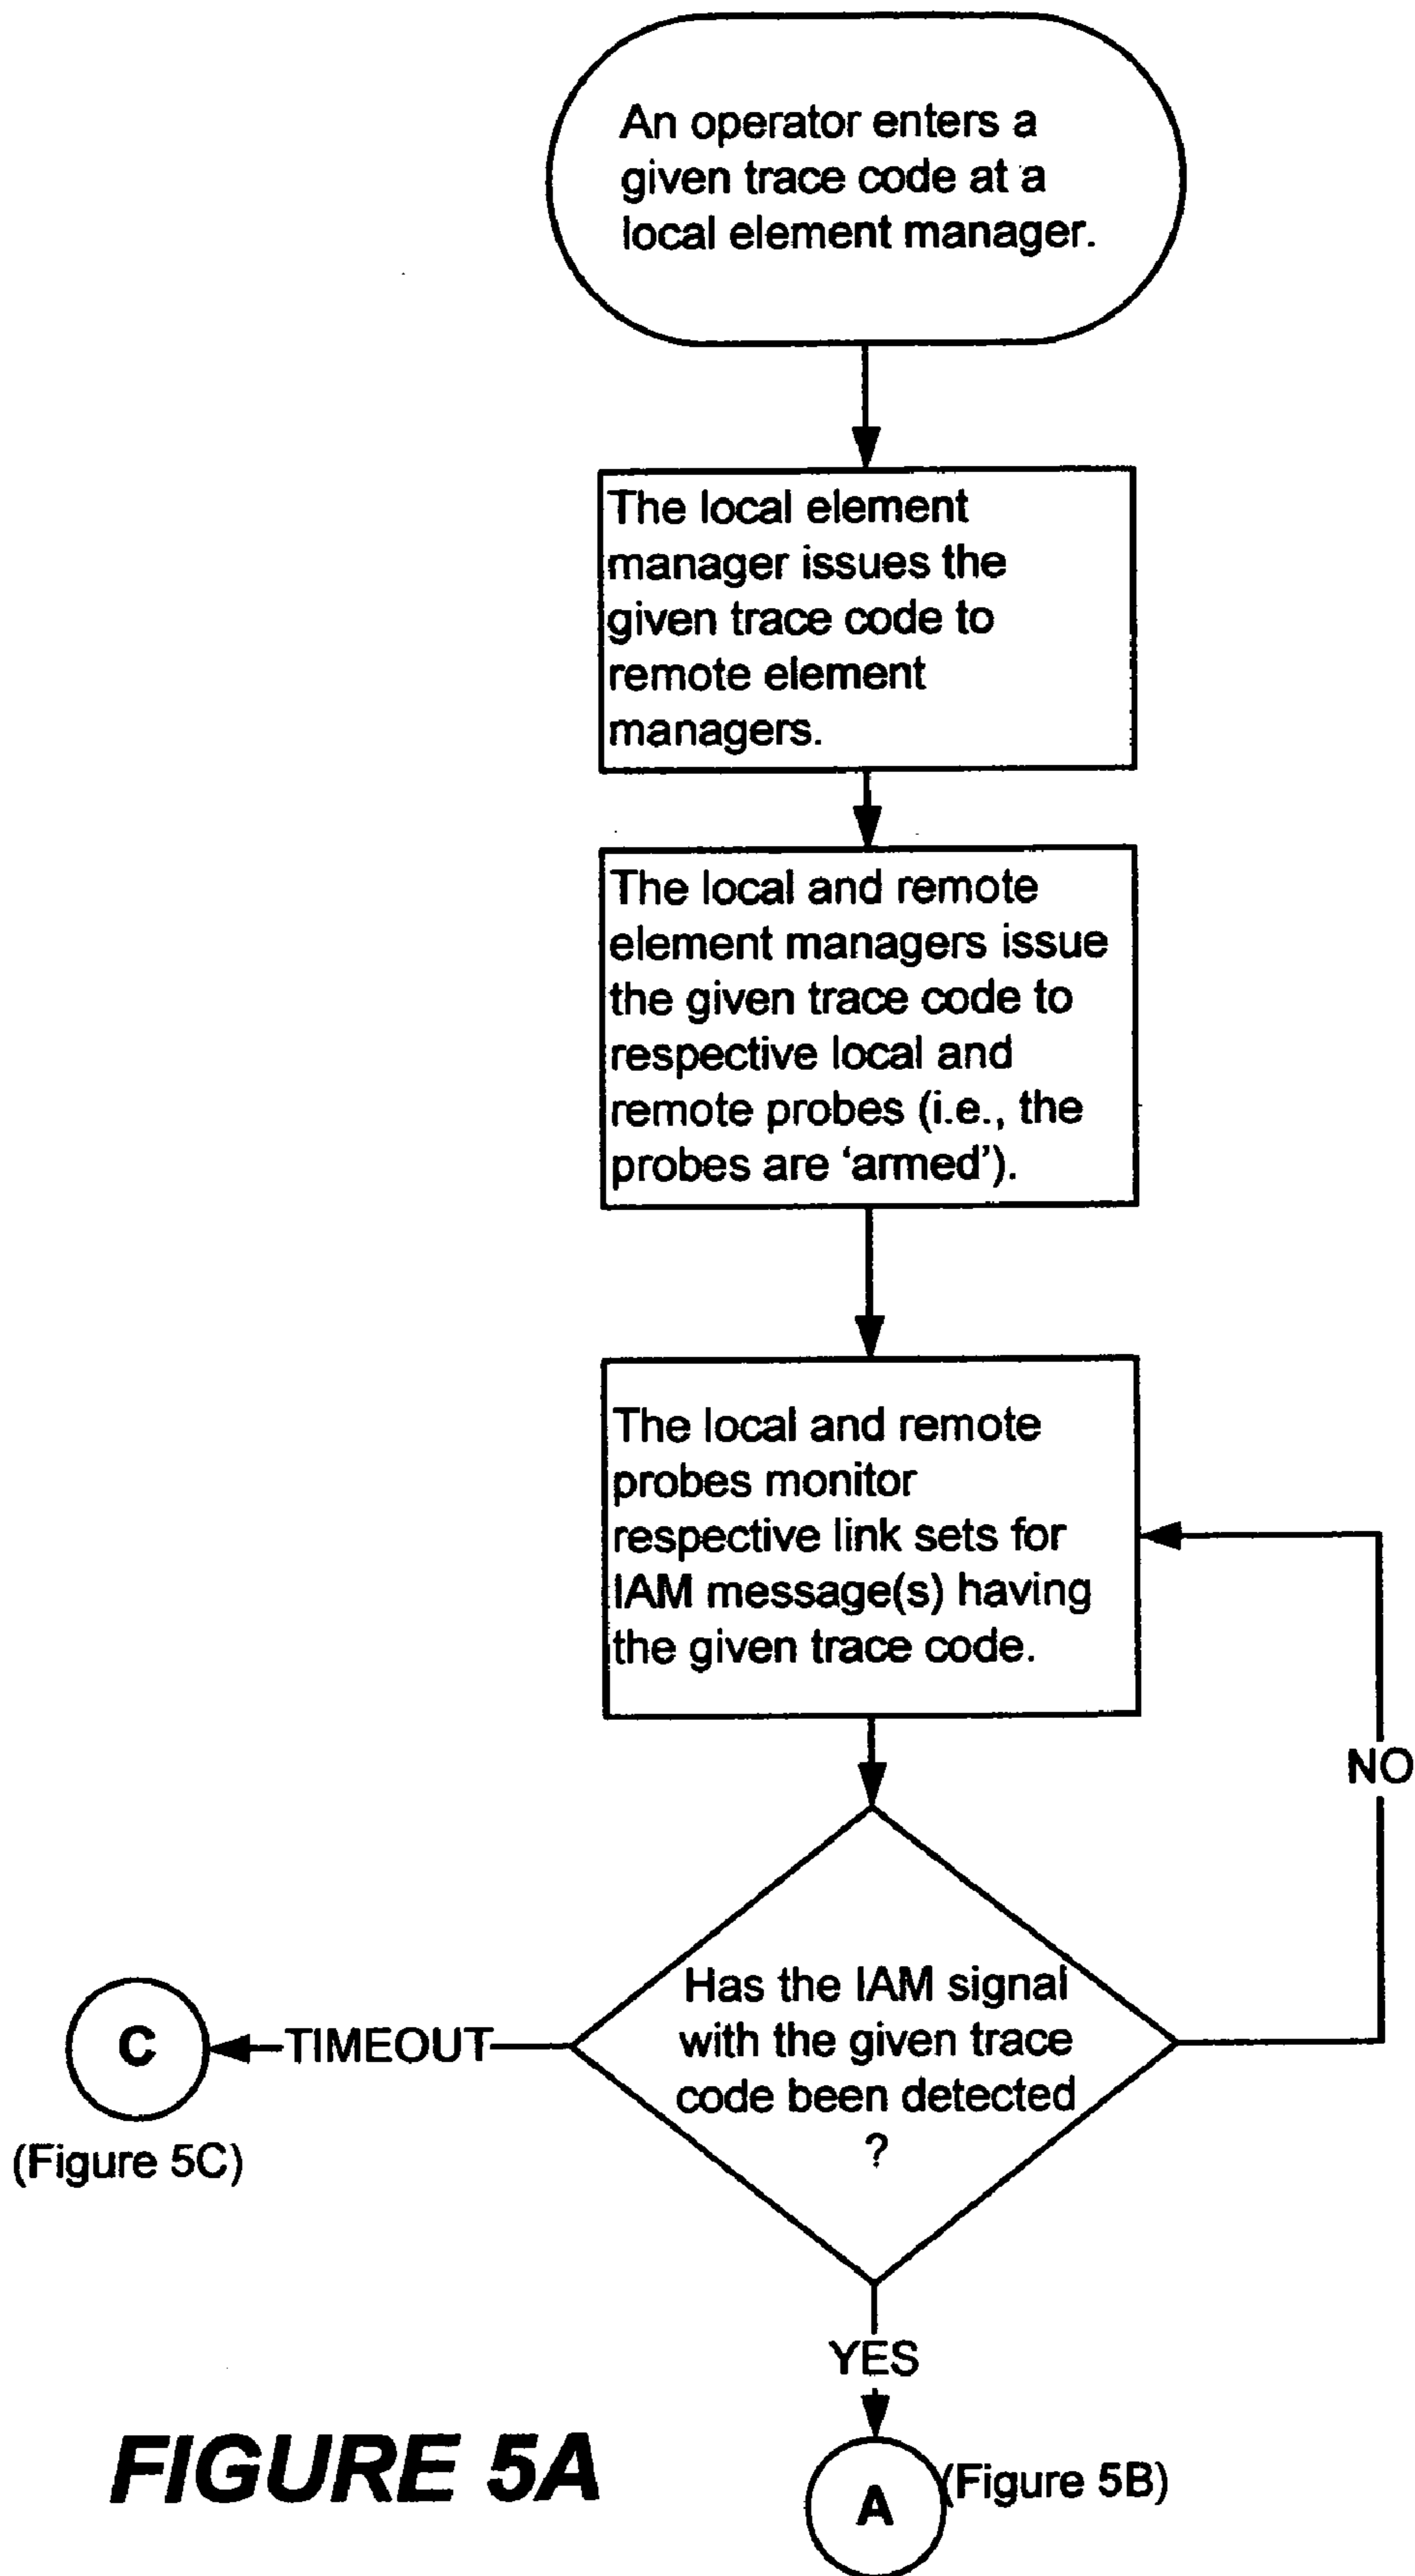 An operator enters a
given trace code at a
local element manager.
The local element
manager issues the
given trace code to
remote element
managers.
The local and remote
element managers issue
the given trace code to
respective local and
remote probes (i.e., the
probes are ‘armed’).
The local and remote
probes monitor
respective link sets for
IAM message(s) having
the given trace code.
NO
Has the IAM signal
with the given trace
code been detected
?
TIMEOUT
C
(Figure 5C)
YES
A
(Figure 5B)
FIGURE 5A